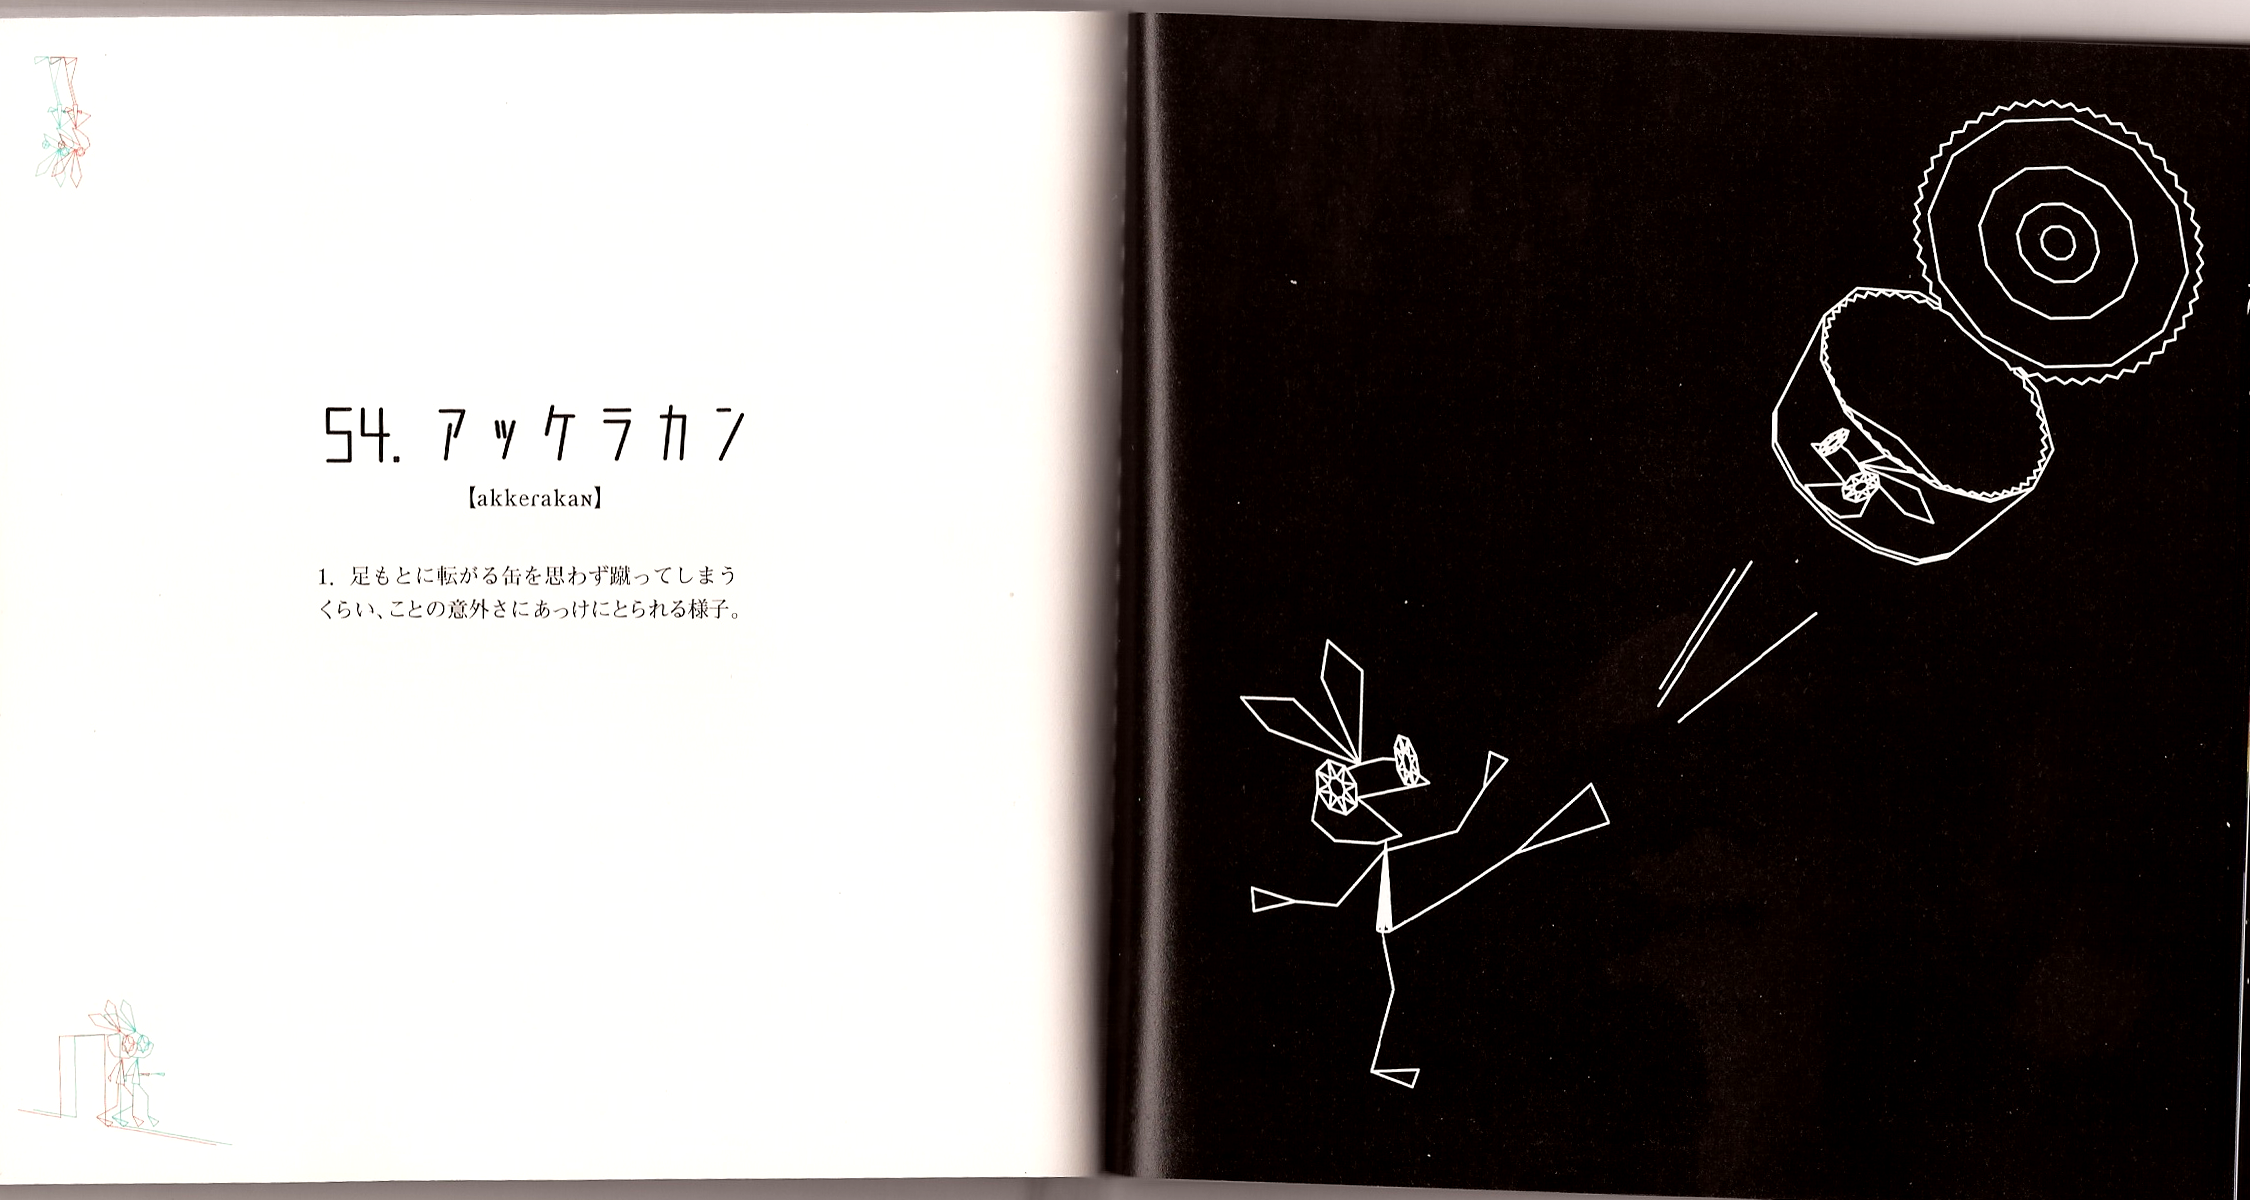 54. アッケラカン
【akkeɾakaɴ】
1. 足もとに転がる缶を思わず蹴ってしまう
くらい、ことの意外さにあっけにとられる様子。